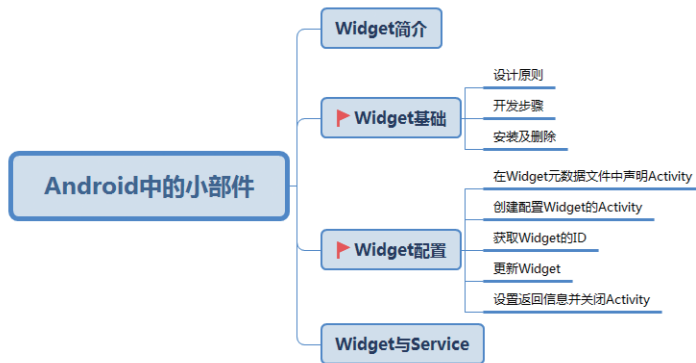 Android中的小部件
Widget简介
Widget基础
设计原则
开发步骤
安装及删除
Widget配置
在Widget元数据文件中声明Activity
创建配置Widget的Activity
获取Widget的ID
更新Widget
设置返回信息并关闭Activity
Widget与Service